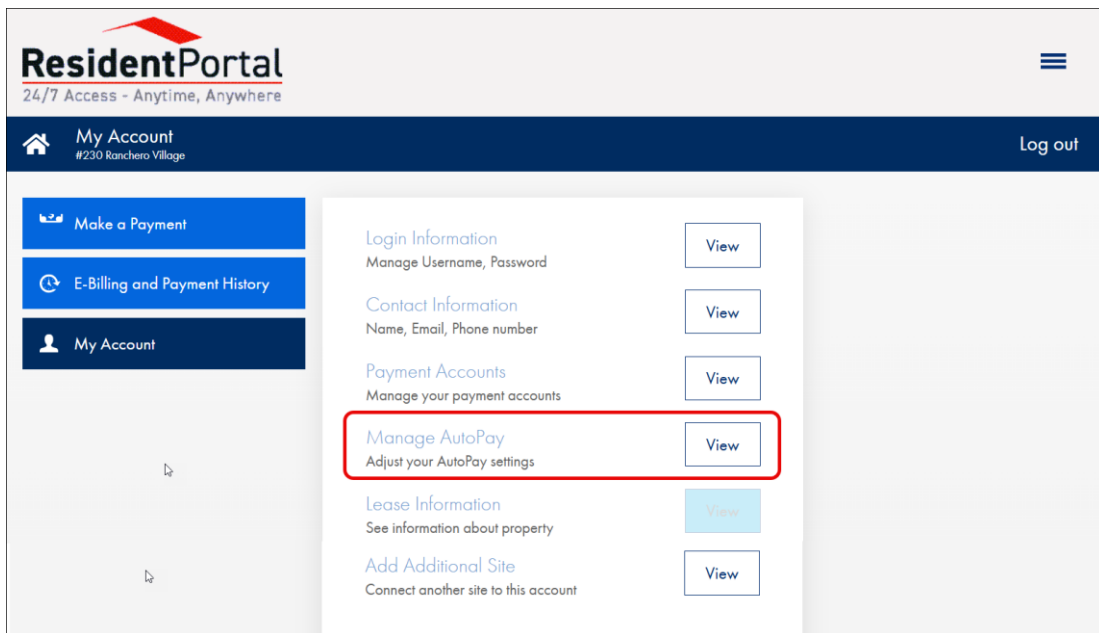 ResidentPortal
24/7 Access - Anytime, Anywhere
My Account
#230 Ranchero Village
Log out
Make a Payment
E-Billing and Payment History
My Account
Login Information
Manage Username, Password
View
Contact Information
Name, Email, Phone number
View
Payment Accounts
Manage your payment accounts
View
Manage AutoPay
Adjust your AutoPay settings
View
Lease Information
See information about property
View
Add Additional Site
Connect another site to this account
View